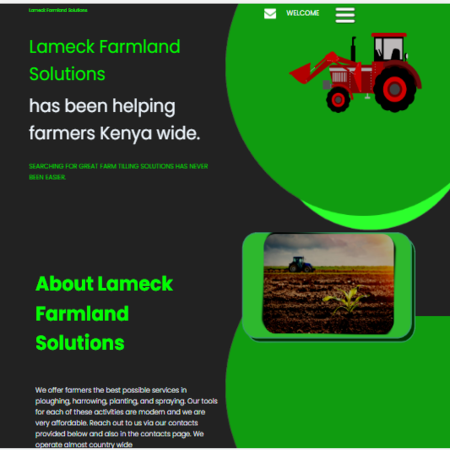 Lameck Farmland Solutions
WELCOME
Lameck Farmland
Solutions
has been helping
farmers Kenya wide.
SEARCHING FOR GREAT FARM TILLING SOLUTIONS HAS NEVER
BEEN EASIER.
About Lameck
Farmland
Solutions
We offer farmers the best possible services in
ploughing, harrowing, planting, and spraying. Our tools
for each of these activities are modern and we are
very affordable. Reach out to us via our contacts
provided below and also in the contacts page. We
operate almost country wide